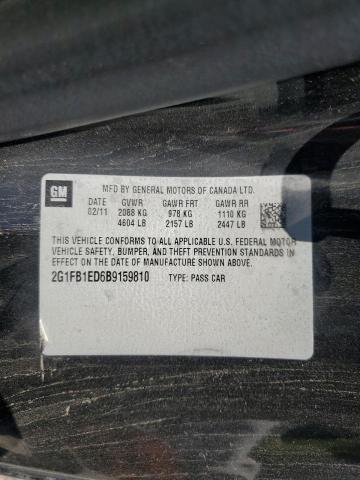 GM
MFD BY GENERAL MOTORS OF CANADA LTD.
DATE GVWR GAWR FRT GAWR RR
02/11 2088 KG 978 KG 1110 KG
4604 LB 2157 LB 2447 LB
THIS VEHICLE CONFORMS TO ALL APPLICABLE U.S. FEDERAL MOTOR
VEHICLE SAFETY, BUMPER, AND THEFT PREVENTION STANDARDS
IN EFFECT ON THE DATE OF MANUFACTURE SHOWN ABOVE.
2G1FB1ED6B9159810 TYPE: PASS CAR